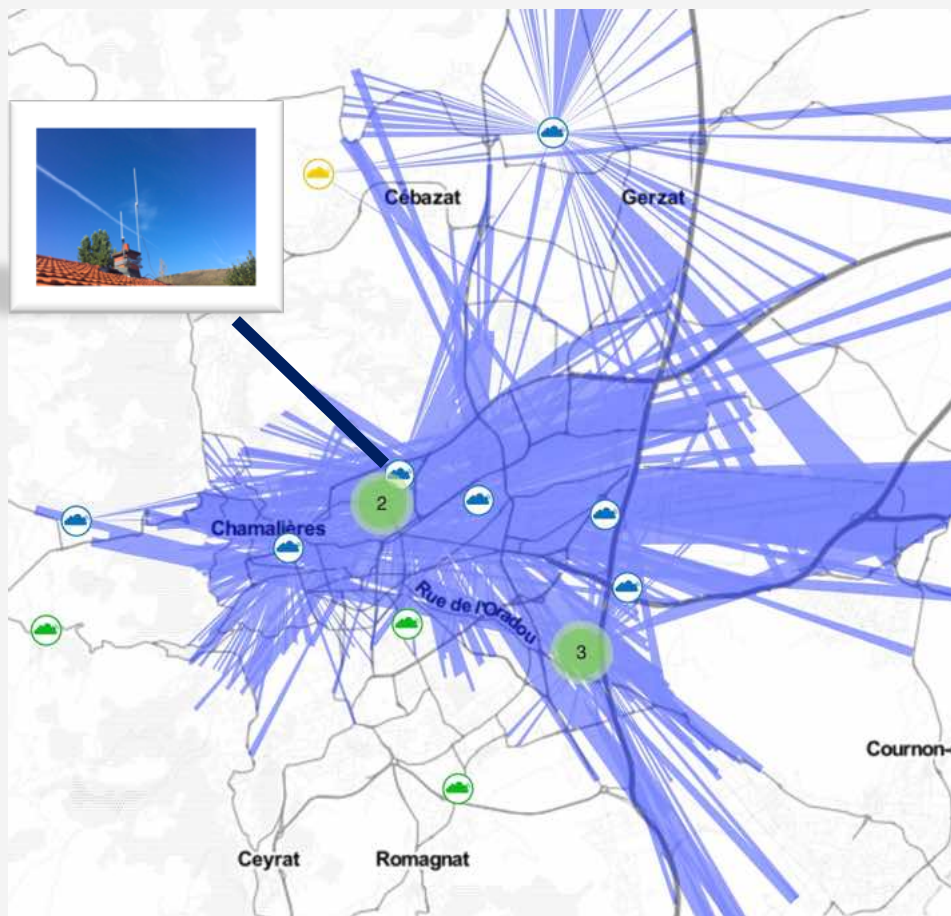 Cébazat
Gerzat
2
Chamalières
Rue de l'Oradou
3
Cournon-
Ceyrat
Romagnat